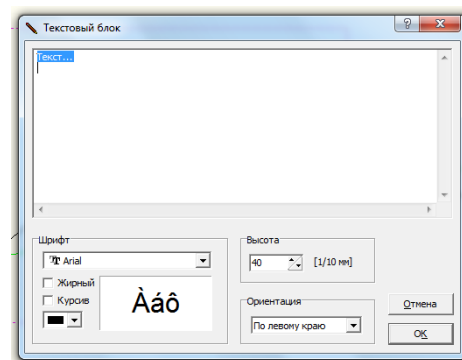 Текстовый блок
Текст...
Шрифт
Arial
Жирный
Курсив
Àáô
Высота
40 [1/10 мм]
Ориентация
По левому краю
Отмена
OK